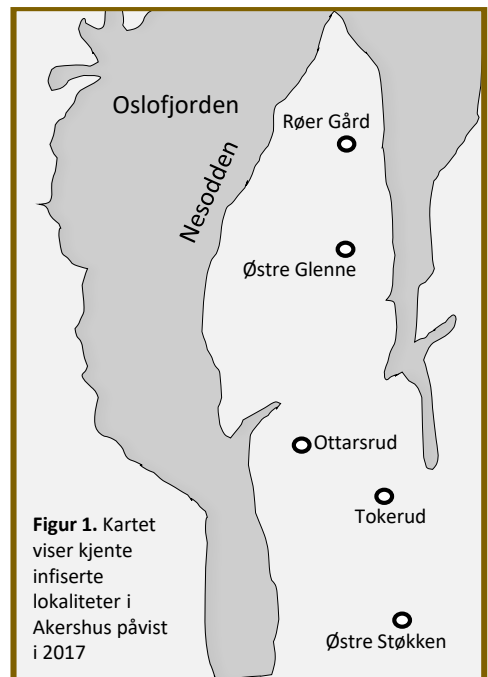 Oslofjorden
Røer Gård
Nesodden
Østre Glenne
Ottarsrud
Tokerud
Figur 1. Kartet
viser kjente
infiserte
lokaliteter i
Akershus påvist
i 2017
Østre Støkken